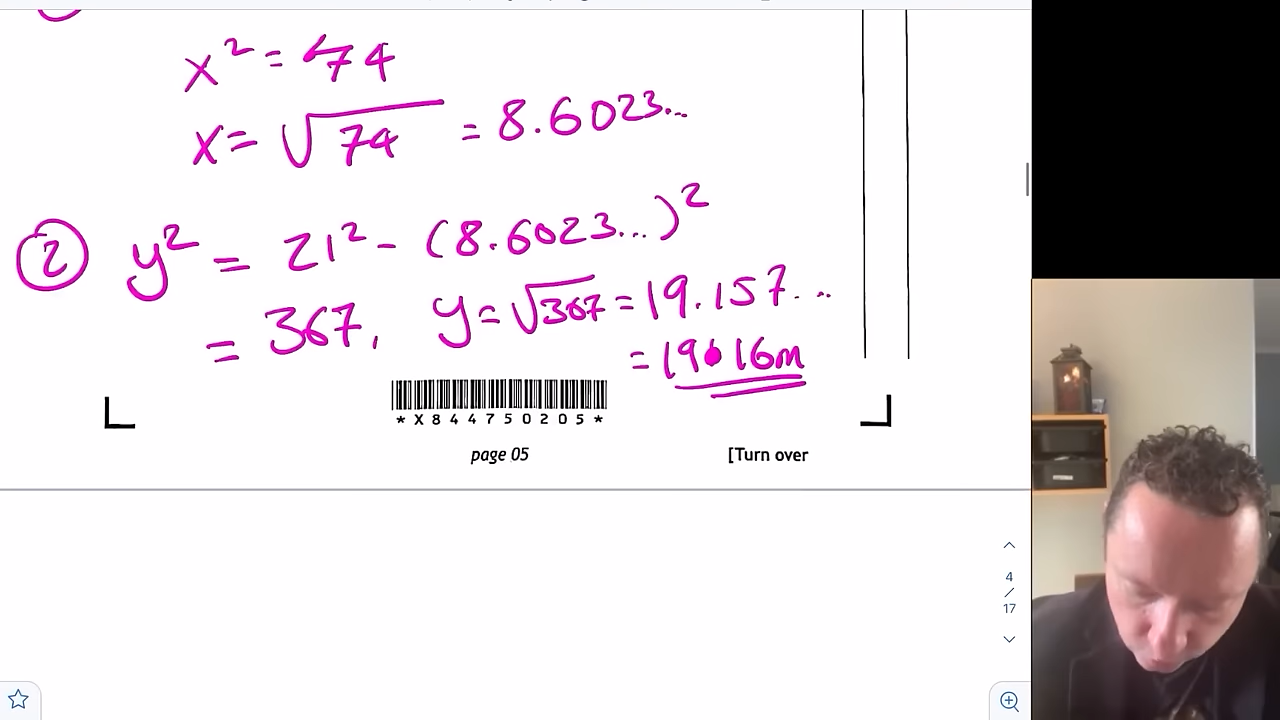 x² = 74
x = √74 = 8.6023...
② y² = 21² - (8.6023...)²
= 367, y = √367 = 19.157...
= 19.16m
*X844750205*
page 05 [Turn over
4
/
17